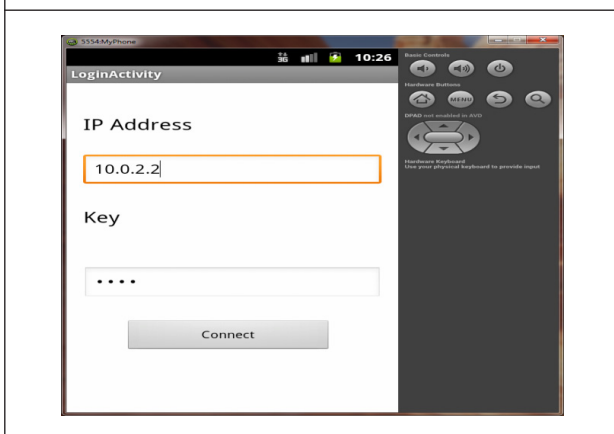 5554:MyPhone
3G
10:26
LoginActivity
IP Address
10.0.2.2
Key
••••
Connect
Basic Controls
Hardware Buttons
MENU
DPAD not enabled in AVD
Hardware Keyboard
Use your physical keyboard to provide input